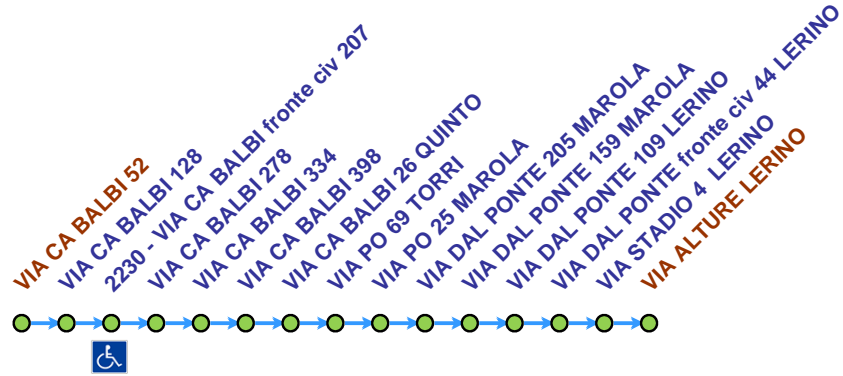 VIA CA BALBI 52
VIA CA BALBI 128
2230 - VIA CA BALBI fronte civ 207
VIA CA BALBI 278
VIA CA BALBI 334
VIA CA BALBI 398
VIA CA BALBI 26 QUINTO
VIA PO 69 TORRI
VIA PO 25 MAROLA
VIA DAL PONTE 205 MAROLA
VIA DAL PONTE 159 MAROLA
VIA DAL PONTE 109 LERINO
VIA DAL PONTE fronte civ 44 LERINO
VIA STADIO 4 LERINO
VIA ALTURE LERINO